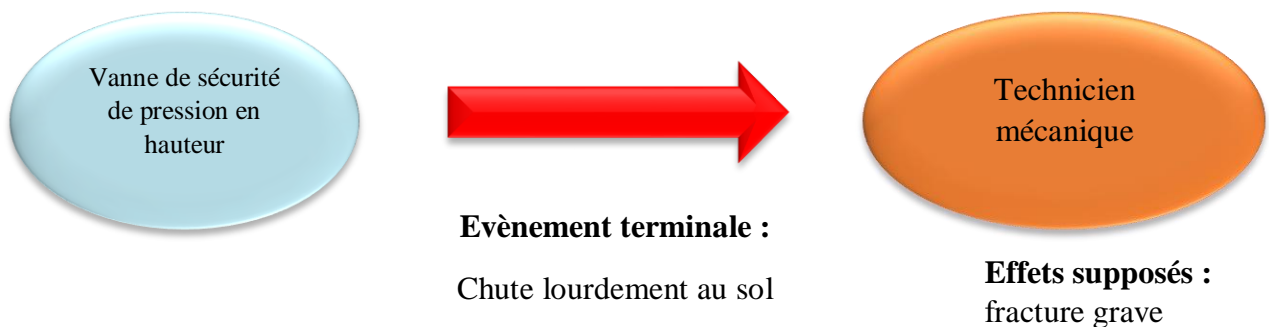 Vanne de sécurité
de pression en
hauteur
Technicien
mécanique
Evènement terminale :
Chute lourdement au sol
Effets supposés :
fracture grave